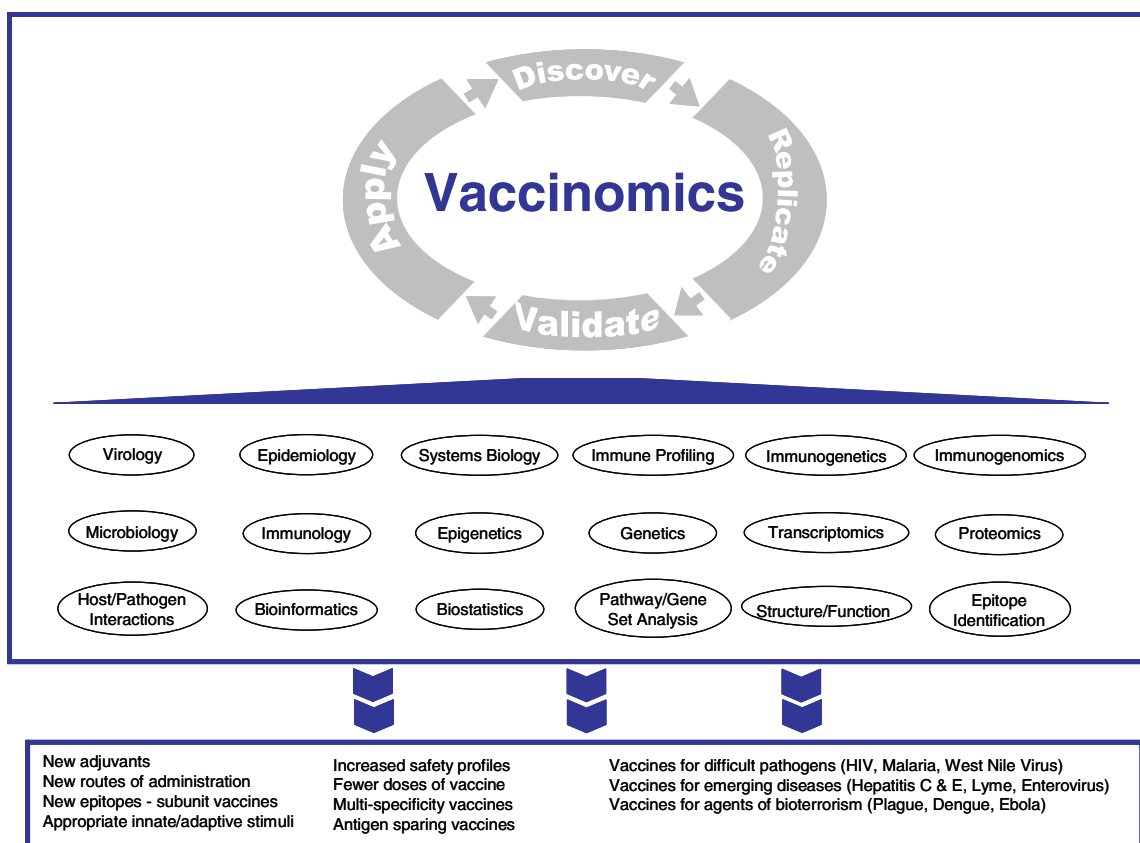 Discover
Replicate
Validate
Apply
Vaccinomics
Virology
Epidemiology
Systems Biology
Immune Profiling
Immunogenetics
Immunogenomics
Microbiology
Immunology
Epigenetics
Genetics
Transcriptomics
Proteomics
Host/Pathogen
Interactions
Bioinformatics
Biostatistics
Pathway/Gene
Set Analysis
Structure/Function
Epitope
Identification
New adjuvants
New routes of administration
New epitopes - subunit vaccines
Appropriate innate/adaptive stimuli
Increased safety profiles
Fewer doses of vaccine
Multi-specificity vaccines
Antigen sparing vaccines
Vaccines for difficult pathogens (HIV, Malaria, West Nile Virus)
Vaccines for emerging diseases (Hepatitis C & E, Lyme, Enterovirus)
Vaccines for agents of bioterrorism (Plague, Dengue, Ebola)